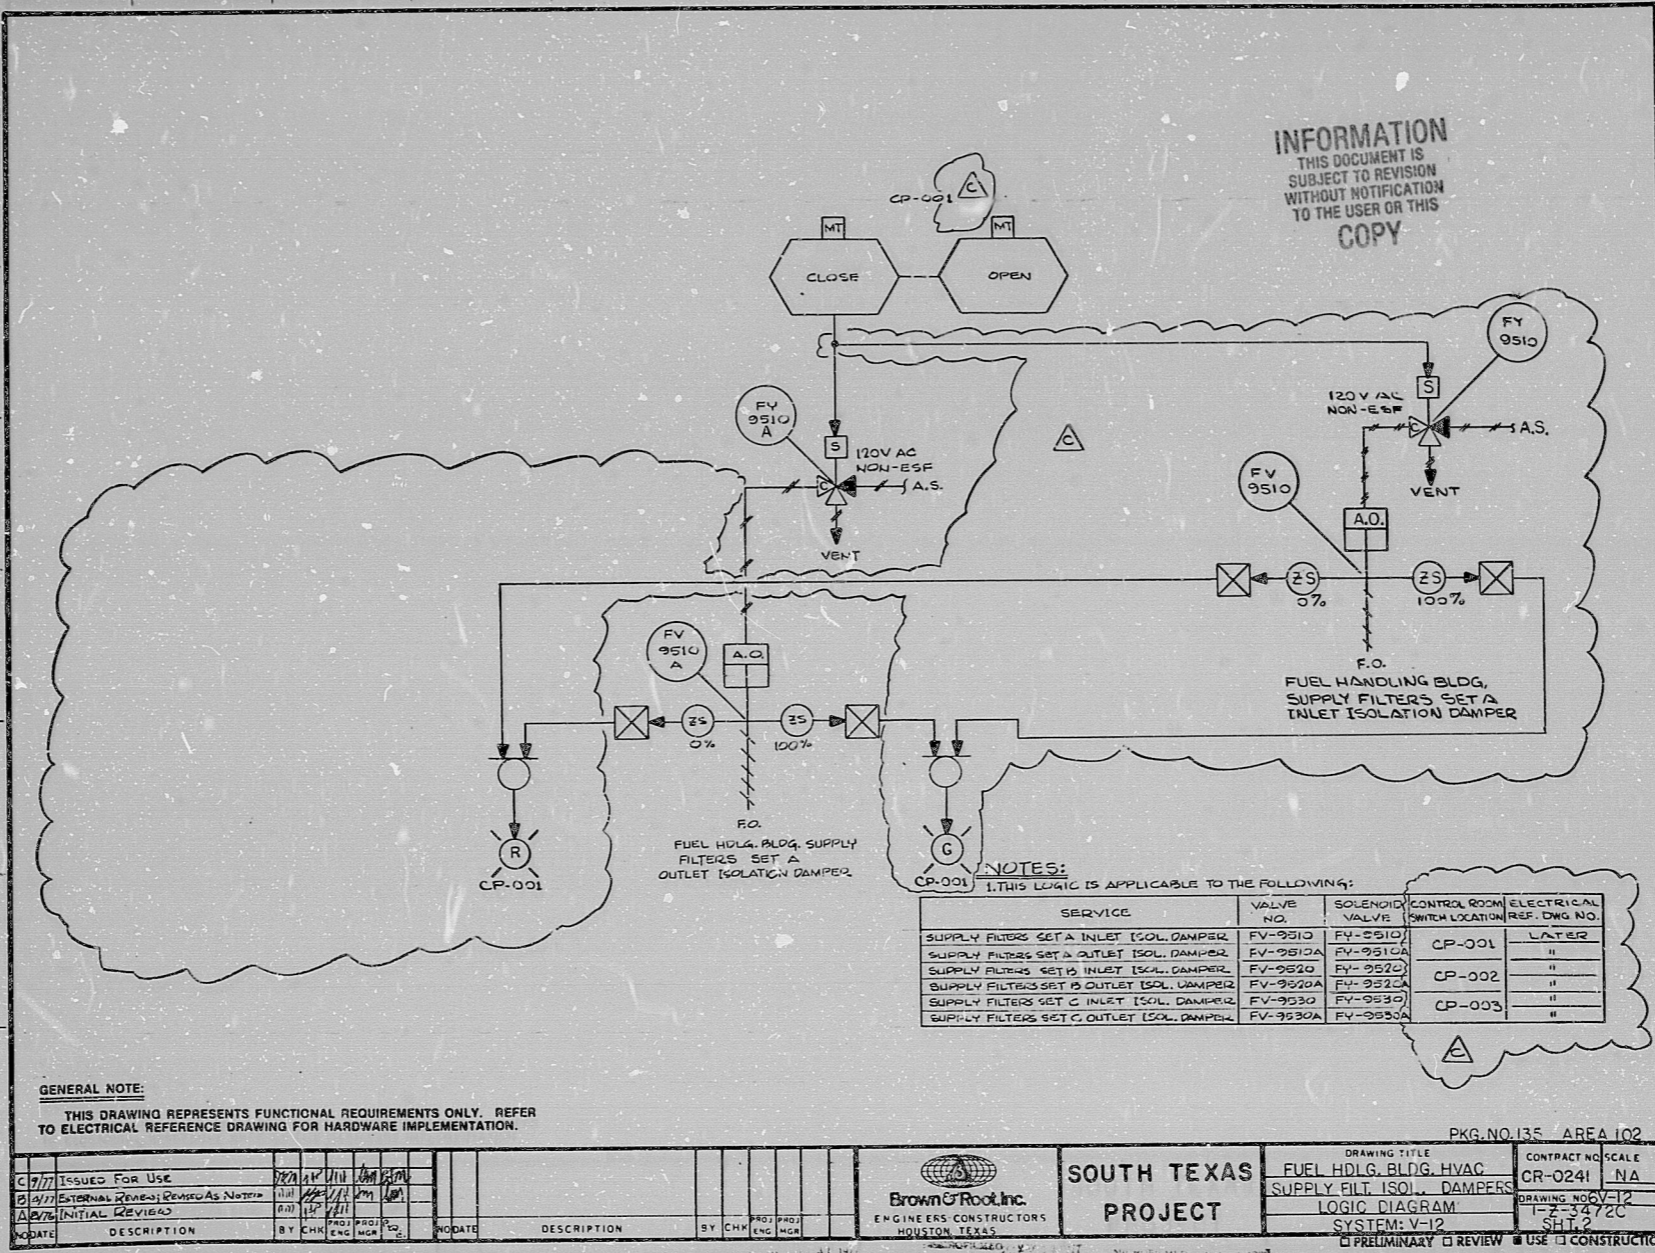 INFORMATION
THIS DOCUMENT IS
SUBJECT TO REVISION
WITHOUT NOTIFICATION
TO THE USER OR THIS
COPY
CP-001 C
MT
MT
CLOSE
OPEN
FY
9510
S
120 V AC
NON-ESF
C
A.S.
VENT
FY
9510
A
S
120V AC
NON-ESF
C
A.S.
VENT
C
FV
9510
A.O.
ZS
0%
ZS
100%
F.O.
FUEL HANDLING BLDG.
SUPPLY FILTERS SET A
INLET ISOLATION DAMPER
FV
9510
A
A.O.
ZS
0%
ZS
100%
F.O.
FUEL HDLG. BLDG. SUPPLY
FILTERS SET A
OUTLET ISOLATION DAMPER
R
CP-001
G
CP-001
NOTES:
1. THIS LOGIC IS APPLICABLE TO THE FOLLOWING:
SERVICE VALVE NO. SOLENOID VALVE CONTROL ROOM SWITCH LOCATION ELECTRICAL REF. DWG NO.
SUPPLY FILTERS SET A INLET ISOL. DAMPER FV-9510 FY-9510 CP-001 LATER
SUPPLY FILTERS SET A OUTLET ISOL. DAMPER FV-9510A FY-9510A "
SUPPLY FILTERS SET B INLET ISOL. DAMPER FV-9520 FY-9520 CP-002 "
SUPPLY FILTERS SET B OUTLET ISOL. DAMPER FV-9520A FY-9520A "
SUPPLY FILTERS SET C INLET ISOL. DAMPER FV-9530 FY-9530 CP-003 "
SUPPLY FILTERS SET C OUTLET ISOL. DAMPER FV-9530A FY-9530A "
C
GENERAL NOTE:
THIS DRAWING REPRESENTS FUNCTIONAL REQUIREMENTS ONLY. REFER
TO ELECTRICAL REFERENCE DRAWING FOR HARDWARE IMPLEMENTATION.
PKG. NO. 135 AREA 102
C 9/77 ISSUED FOR USE
B EXTERNAL REVIEW; REVISED AS NOTED
A INITIAL REVIEW
NO DATE DESCRIPTION BY CHK PROJ ENG PROJ MGR
NO DATE DESCRIPTION BY CHK PROJ ENG PROJ MGR
Brown & Root, Inc.
ENGINEERS CONSTRUCTORS
HOUSTON, TEXAS
SOUTH TEXAS
PROJECT
DRAWING TITLE
FUEL HDLG. BLDG. HVAC
SUPPLY FILT. ISOL. DAMPERS
LOGIC DIAGRAM
SYSTEM: V-12
CONTRACT NO
CR-0241
SCALE
NA
DRAWING NO 6V-12
1-Z-3472C
SHT. 2
PRELIMINARY REVIEW USE